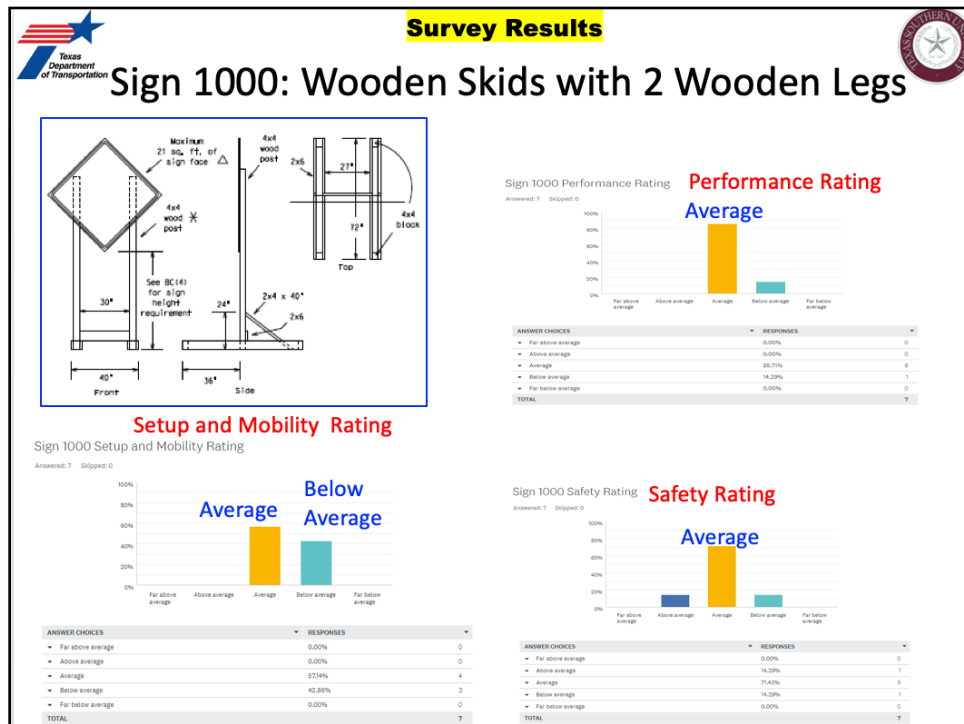 Survey Results
Texas
Department
of Transportation
TEXAS SOUTHERN UNIVERSITY
Sign 1000: Wooden Skids with 2 Wooden Legs
Maximum
21 sq. ft. of
sign face
4x4
wood
post
4x4
wood
post
See BC(4)
for sign
height
requirement
30"
40"
Front
24"
2x4 x 40"
2x6
36"
Side
2x6
27"
72"
4x4
block
Top
Sign 1000 Performance Rating
Performance Rating
Answered: 7 Skipped: 0
Average
100%
80%
60%
40%
20%
0%
Far above
average
Above average
Average
Below average
Far below
average
ANSWER CHOICES RESPONSES
Far above average 0.00% 0
Above average 0.00% 0
Average 85.71% 6
Below average 14.29% 1
Far below average 0.00% 0
TOTAL 7
Setup and Mobility Rating
Sign 1000 Setup and Mobility Rating
Answered: 7 Skipped: 0
Average
Below
Average
100%
80%
60%
40%
20%
0%
Far above
average
Above average
Average
Below average
Far below
average
ANSWER CHOICES RESPONSES
Far above average 0.00% 0
Above average 0.00% 0
Average 57.14% 4
Below average 42.86% 3
Far below average 0.00% 0
TOTAL 7
Sign 1000 Safety Rating
Safety Rating
Answered: 7 Skipped: 0
Average
100%
80%
60%
40%
20%
0%
Far above
average
Above average
Average
Below average
Far below
average
ANSWER CHOICES RESPONSES
Far above average 0.00% 0
Above average 14.29% 1
Average 71.43% 5
Below average 14.29% 1
Far below average 0.00% 0
TOTAL 7